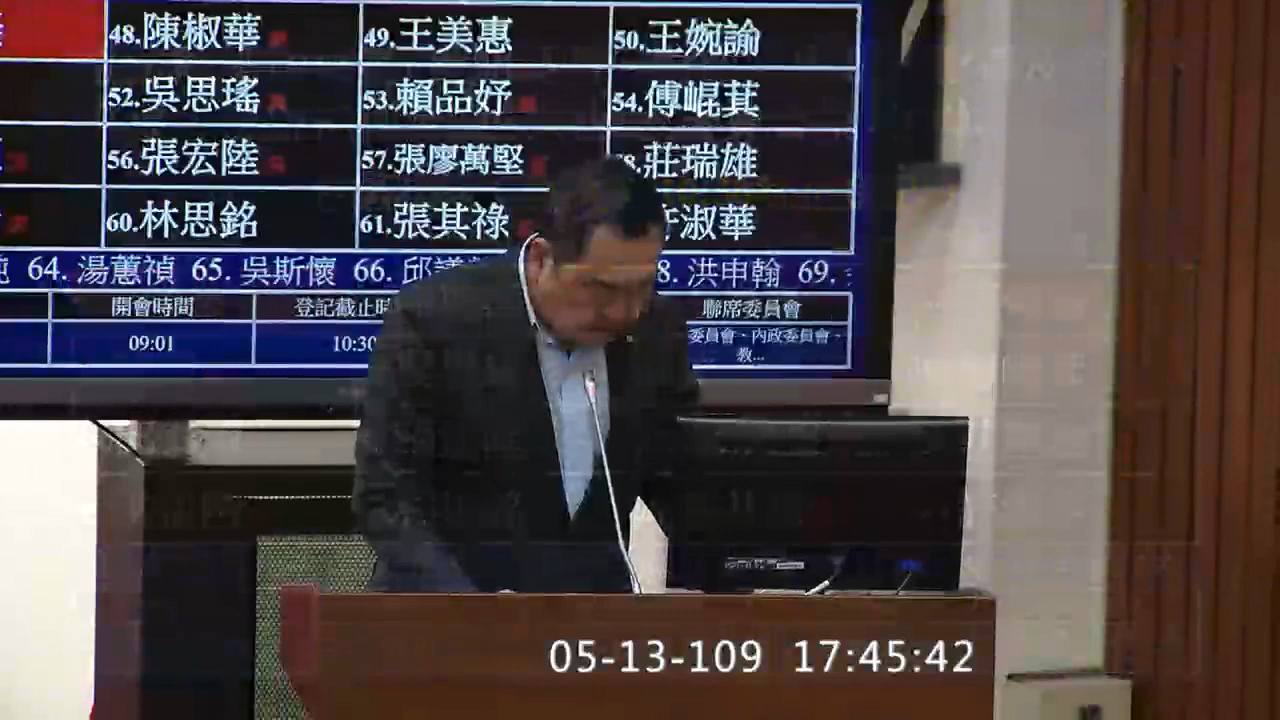 48.陳椒華 49.王美惠 50.王婉諭
52.吳思瑤 53.賴品妤 54.傅崐萁
56.張宏陸 57.張廖萬堅 莊瑞雄
60.林思銘 61.張其祿 淑華
64. 湯蕙禎 65. 吳斯懷 66. 邱 8. 洪申翰 69.
開會時間 登記截止時 聯席委員會
09:01 10:30 委員會、內政委員會、
教...
05-13-109 17:45:42